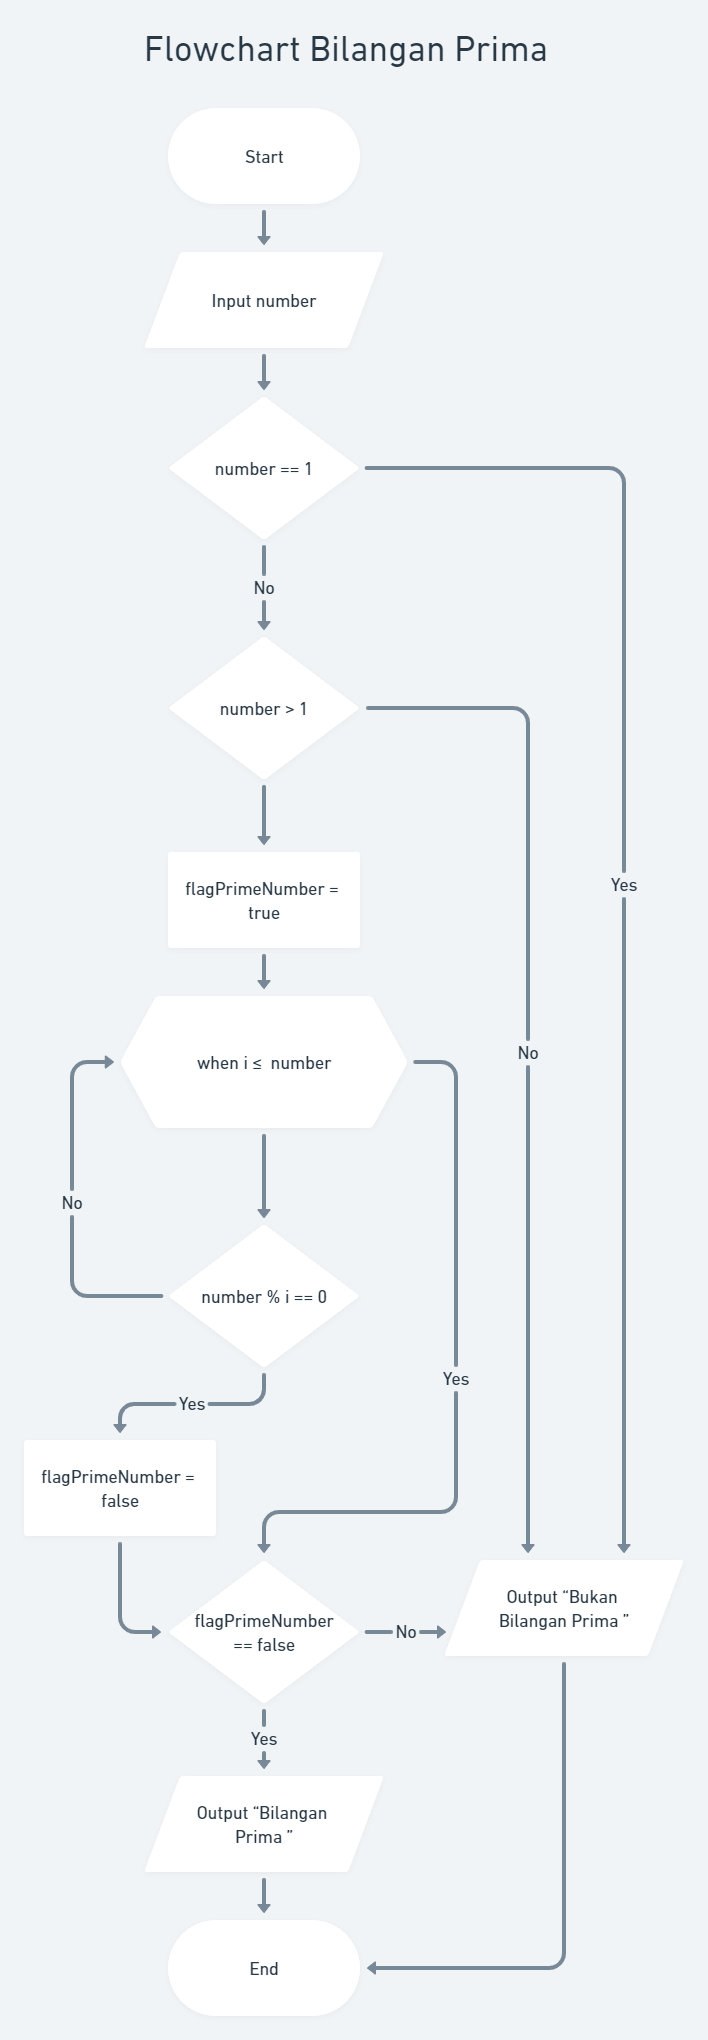 Flowchart Bilangan Prima
Start
Input number
number == 1
No
number > 1
flagPrimeNumber =
true
Yes
when i ≤  number
No
No
number % i == 0
Yes
Yes
flagPrimeNumber =
false
flagPrimeNumber
== false
No
Output “Bukan
Bilangan Prima ”
Yes
Output “Bilangan
Prima ”
End